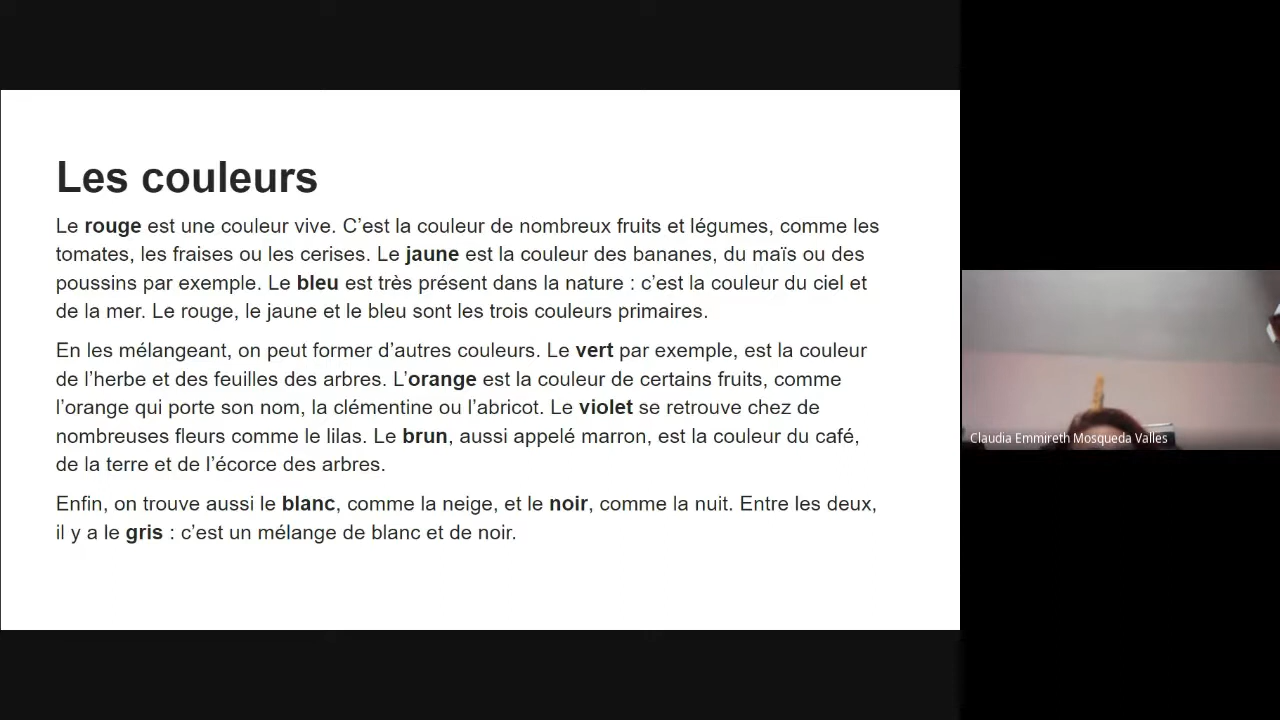 Les couleurs
Le rouge est une couleur vive. C’est la couleur de nombreux fruits et légumes, comme les
tomates, les fraises ou les cerises. Le jaune est la couleur des bananes, du maïs ou des
poussins par exemple. Le bleu est très présent dans la nature : c’est la couleur du ciel et
de la mer. Le rouge, le jaune et le bleu sont les trois couleurs primaires.
En les mélangeant, on peut former d’autres couleurs. Le vert par exemple, est la couleur
de l’herbe et des feuilles des arbres. L’orange est la couleur de certains fruits, comme
l’orange qui porte son nom, la clémentine ou l’abricot. Le violet se retrouve chez de
nombreuses fleurs comme le lilas. Le brun, aussi appelé marron, est la couleur du café,
de la terre et de l’écorce des arbres.
Enfin, on trouve aussi le blanc, comme la neige, et le noir, comme la nuit. Entre les deux,
il y a le gris : c’est un mélange de blanc et de noir.
Claudia Emmireth Mosqueda Valles